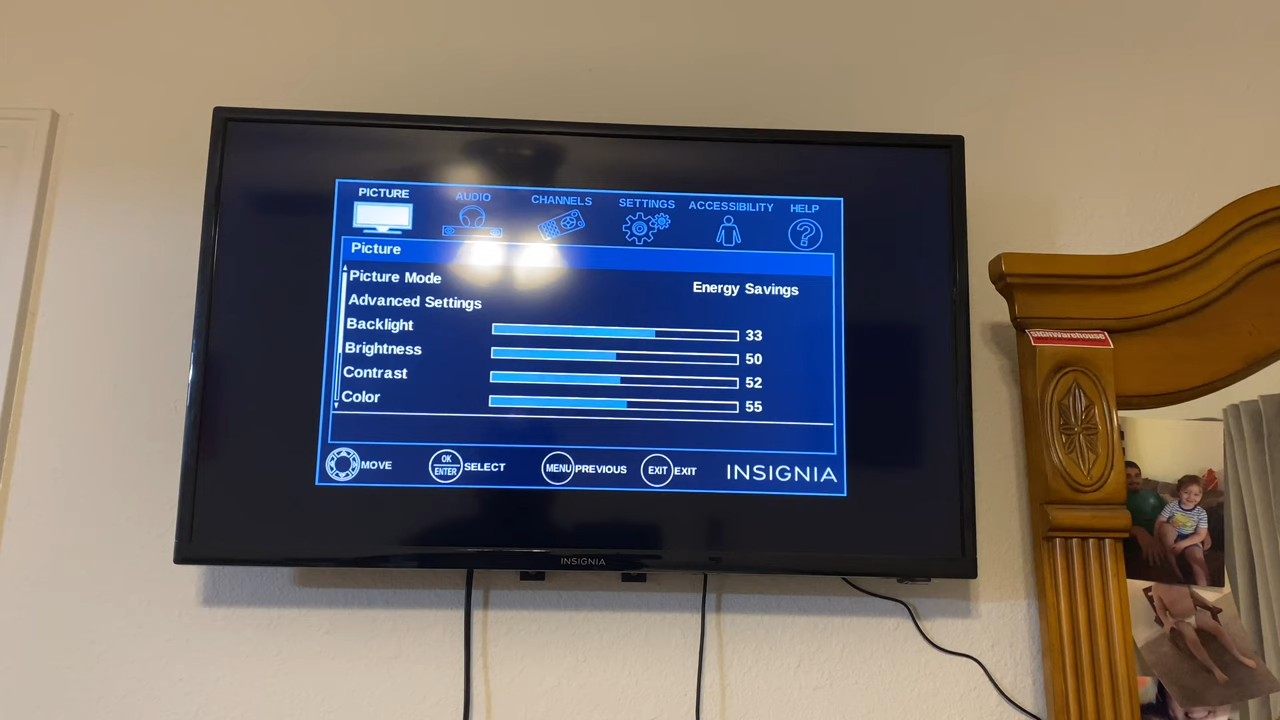 PICTURE AUDIO CHANNELS SETTINGS ACCESSIBILITY HELP
?
Picture
Picture Mode Energy Savings
Advanced Settings
Backlight 33
Brightness 50
Contrast 52
Color 55
MOVE OK ENTER SELECT MENU PREVIOUS EXIT EXIT INSIGNIA
INSIGNIA
signwarehouse